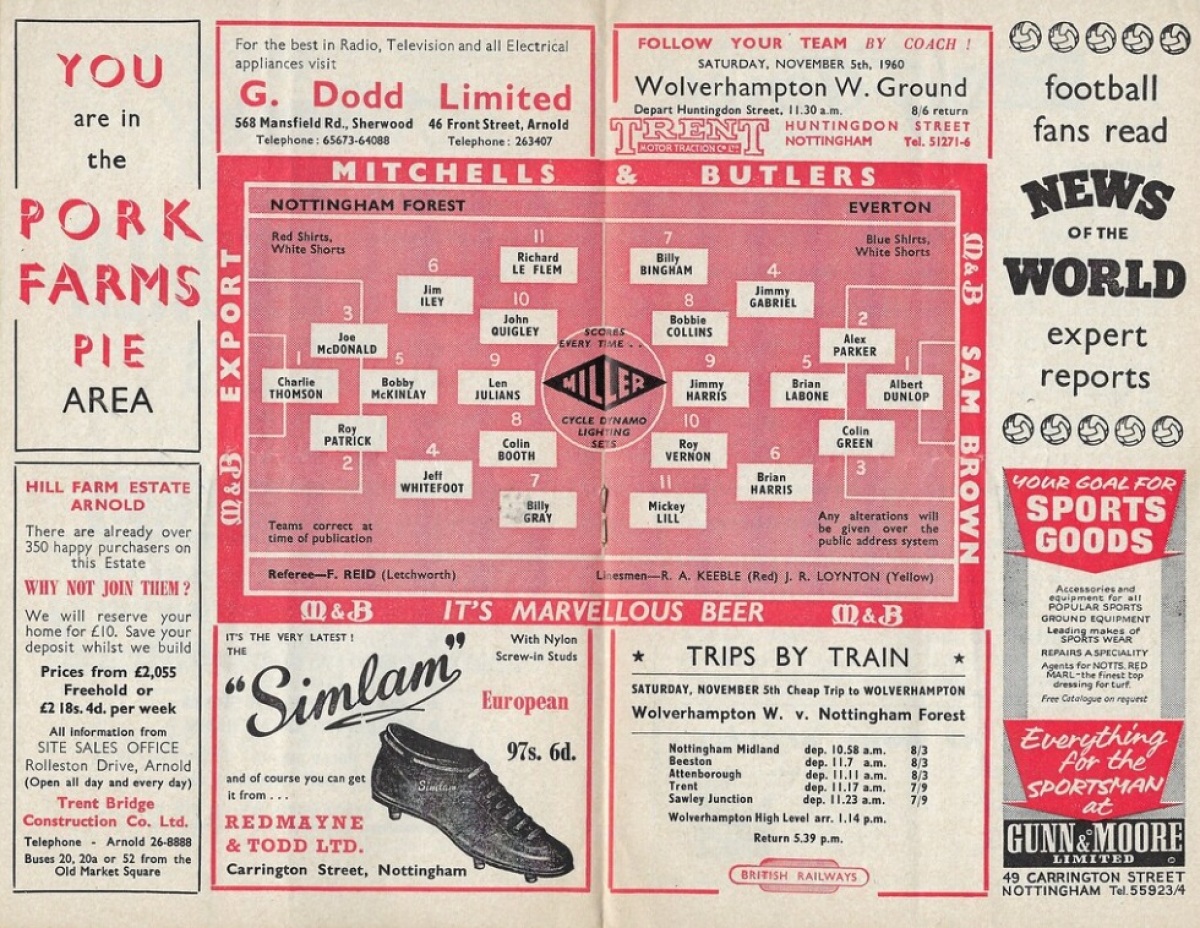 YOU
are in
the
PORK
FARMS
PIE
AREA
HILL FARM ESTATE
ARNOLD
There are already over
350 happy purchasers on
this Estate
WHY NOT JOIN THEM?
We will reserve your
home for £10. Save your
deposit whilst we build
Prices from £2,055
Freehold or
£2 18s. 4d. per week
All information from
SITE SALES OFFICE
Rolleston Drive, Arnold
(Open all day and every day)
Trent Bridge
Construction Co. Ltd.
Telephone - Arnold 26-8888
Buses 20, 20a or 52 from the
Old Market Square
For the best in Radio, Television and all Electrical
appliances visit
G. Dodd Limited
568 Mansfield Rd., Sherwood 46 Front Street, Arnold
Telephone: 65673-64088 Telephone: 263407
FOLLOW YOUR TEAM BY COACH !
SATURDAY, NOVEMBER 5th, 1960
Wolverhampton W. Ground
Depart Huntingdon Street, 11.30 a.m. 8/6 return
TRENT
MOTOR TRACTION CO LTD
HUNTINGDON STREET
NOTTINGHAM Tel. 51271-6
MITCHELLS & BUTLERS
M&B EXPORT
NOTTINGHAM FOREST EVERTON
Red Shirts,
White Shorts
Blue Shirts,
White Shorts
11
Richard
LE FLEM
6
Jim
ILEY
10
John
QUIGLEY
3
Joe
McDONALD
1
Charlie
THOMSON
5
Bobby
McKINLAY
9
Len
JULIANS
Roy
PATRICK
2
8
Colin
BOOTH
4
Jeff
WHITEFOOT
7
Billy
GRAY
SCORES
EVERY TIME . .
MILLER
CYCLE DYNAMO
LIGHTING
SETS
7
Billy
BINGHAM
4
Jimmy
GABRIEL
8
Bobbie
COLLINS
2
Alex
PARKER
9
Jimmy
HARRIS
5
Brian
LABONE
1
Albert
DUNLOP
10
Roy
VERNON
Colin
GREEN
3
6
Brian
HARRIS
11
Mickey
LILL
Teams correct at
time of publication
Any alterations will
be given over the
public address system
Referee—F. REID (Letchworth) Linesmen—R. A. KEEBLE (Red) J. R. LOYNTON (Yellow)
M&B SAM BROWN
M&B IT'S MARVELLOUS BEER M&B
IT'S THE VERY LATEST !
THE
"Simlam"
With Nylon
Screw-in Studs
European
97s. 6d.
Simlam
and of course you can get
it from . . .
REDMAYNE
& TODD LTD.
Carrington Street, Nottingham
★ TRIPS BY TRAIN ★
SATURDAY, NOVEMBER 5th Cheap Trip to WOLVERHAMPTON
Wolverhampton W. v. Nottingham Forest
Nottingham Midland dep. 10.58 a.m. 8/3
Beeston dep. 11.7 a.m. 8/3
Attenborough dep. 11.11 a.m. 8/3
Trent dep. 11.17 a.m. 7/9
Sawley Junction dep. 11.23 a.m. 7/9
Wolverhampton High Level arr. 1.14 p.m.
Return 5.39 p.m.
BRITISH RAILWAYS
football
fans read
NEWS
OF THE
WORLD
expert
reports
YOUR GOAL FOR
SPORTS
GOODS
Accessories and
equipment for all
POPULAR SPORTS
GROUND EQUIPMENT
Leading makes of
SPORTS WEAR
REPAIRS A SPECIALITY
Agents for NOTTS. RED
MARL-the finest top
dressing for turf.
Free Catalogue on request
Everything
for the
SPORTSMAN
at
GUNN & MOORE
LIMITED
49 CARRINGTON STREET
NOTTINGHAM Tel. 55923/4